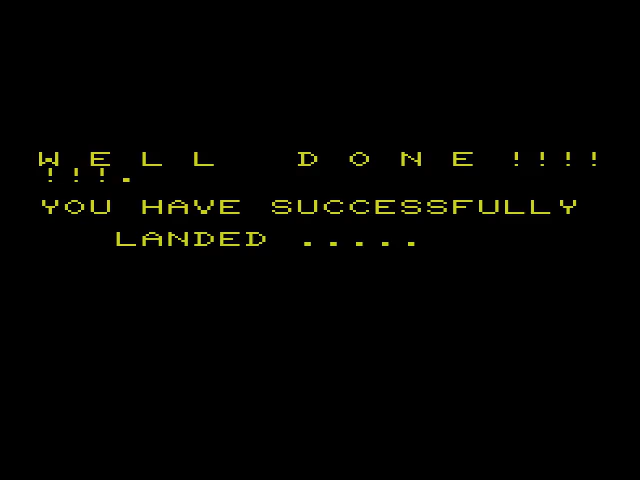 W E L L   D O N E !!!!
!!!.
YOU HAVE SUCCESSFULLY
LANDED .....